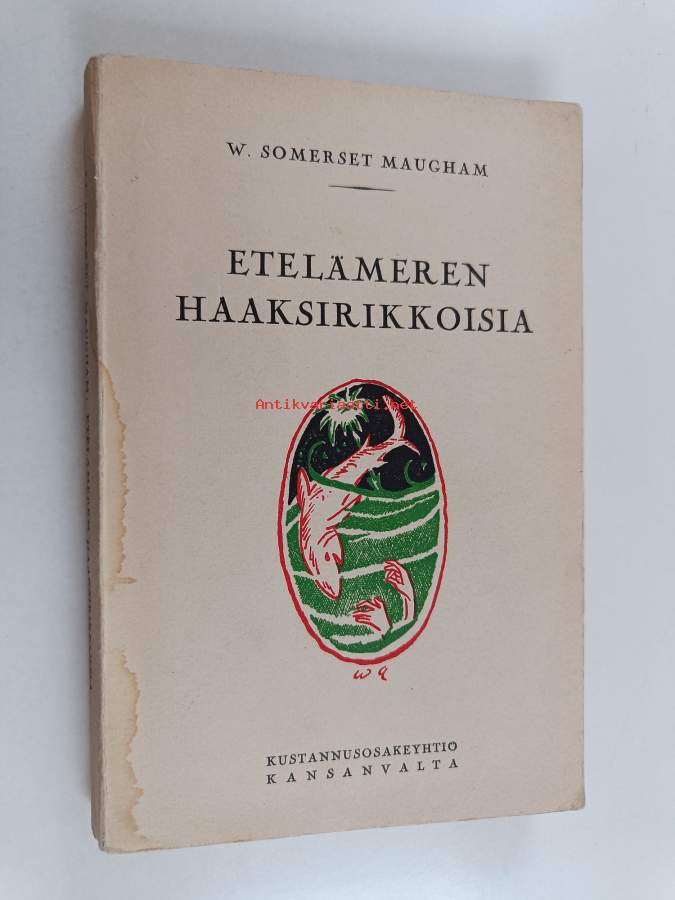 W. SOMERSET MAUGHAM
ETELÄMEREN
HAAKSIRIKKOISIA
Antikvariaatti.net
KUSTANNUSOSAKEYHTIÖ
KANSANVALTA